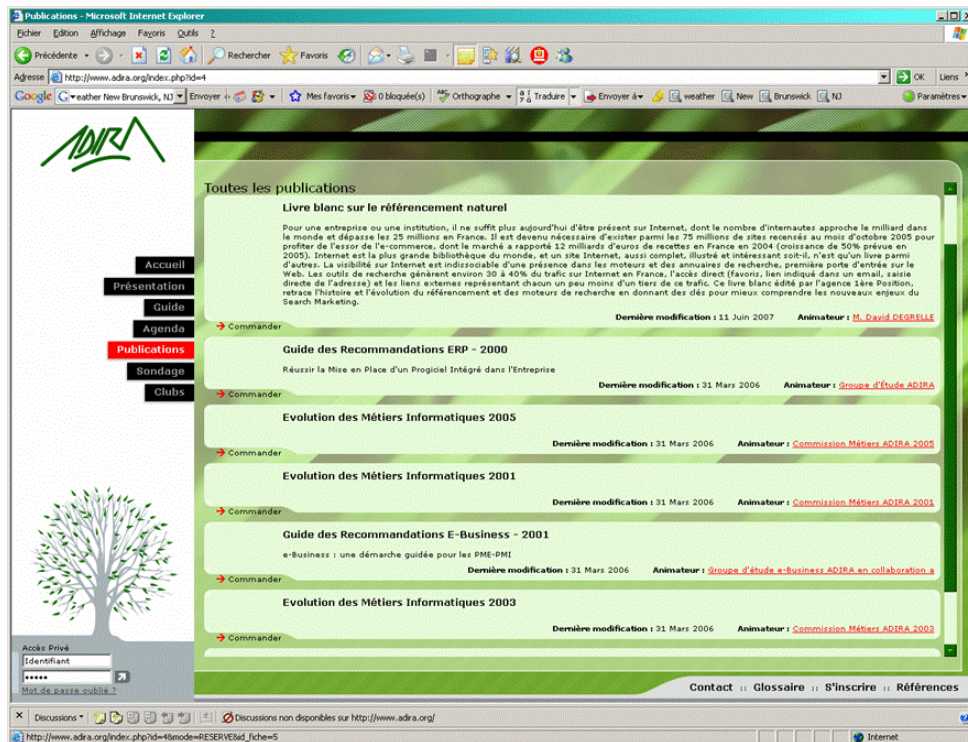 Publications - Microsoft Internet Explorer
Fichier Edition Affichage Favoris Outils ?
Précédente Rechercher Favoris
Adresse http://www.adira.org/index.php?id=4 OK Liens
Google eather New Brunswick, NJ Envoyer Mes favoris 0 bloquée(s) Orthographe Traduire Envoyer à weather New Brunswick NJ Paramètres
ADIRA
Toutes les publications
Livre blanc sur le référencement naturel
Pour une entreprise ou une institution, il ne suffit plus aujourd'hui d'être présent sur Internet, dont le nombre d'internautes approche le milliard dans
le monde et dépasse les 25 millions en France. Il est devenu nécessaire d'exister parmi les 75 millions de sites recensés au mois d'octobre 2005 pour
profiter de l'essor de l'e-commerce, dont le marché a rapporté 12 milliards d'euros de recettes en France en 2004 (croissance de 50% prévue en
2005). Internet est la plus grande bibliothèque du monde, et un site Internet, aussi complet, illustré et intéressant soit-il, n'est qu'un livre parmi
d'autres. La visibilité sur Internet est indissociable d'une présence dans les moteurs et des annuaires de recherche, première porte d'entrée sur le
Web. Les outils de recherche génèrent environ 30 à 40% du trafic sur Internet en France, l'accès direct (favoris, lien indiqué dans un email, saisie
directe de l'adresse) et les liens externes représentant chacun un peu moins d'un tiers de ce trafic. Ce livre blanc édité par l'agence 1ère Position,
retrace l'histoire et l'évolution du référencement et des moteurs de recherche en donnant des clés pour mieux comprendre les nouveaux enjeux du
Search Marketing.
Dernière modification : 11 Juin 2007 Animateur : M. David DEGRELLE
Commander
Guide des Recommandations ERP - 2000
Réussir la Mise en Place d'un Progiciel Intégré dans l'Entreprise
Dernière modification : 31 Mars 2006 Animateur : Groupe d'Étude ADIRA
Commander
Evolution des Métiers Informatiques 2005
Dernière modification : 31 Mars 2006 Animateur : Commission Métiers ADIRA 2005
Commander
Evolution des Métiers Informatiques 2001
Dernière modification : 31 Mars 2006 Animateur : Commission Métiers ADIRA 2001
Commander
Guide des Recommandations E-Business - 2001
e-Business : une démarche guidée pour les PME-PMI
Dernière modification : 31 Mars 2006 Animateur : Groupe d'étude e-Business ADIRA en collaboration a
Commander
Evolution des Métiers Informatiques 2003
Dernière modification : 31 Mars 2006 Animateur : Commission Métiers ADIRA 2003
Commander
Accueil
Présentation
Guide
Agenda
Publications
Sondage
Clubs
Accès Privé
Identifiant
•••••
Mot de passe oublié ?
Contact :: Glossaire :: S'inscrire :: Références
Discussions Discussions non disponibles sur http://www.adira.org/
http://www.adira.org/index.php?id=4&mode=RESERVE&id_fiche=5 Internet